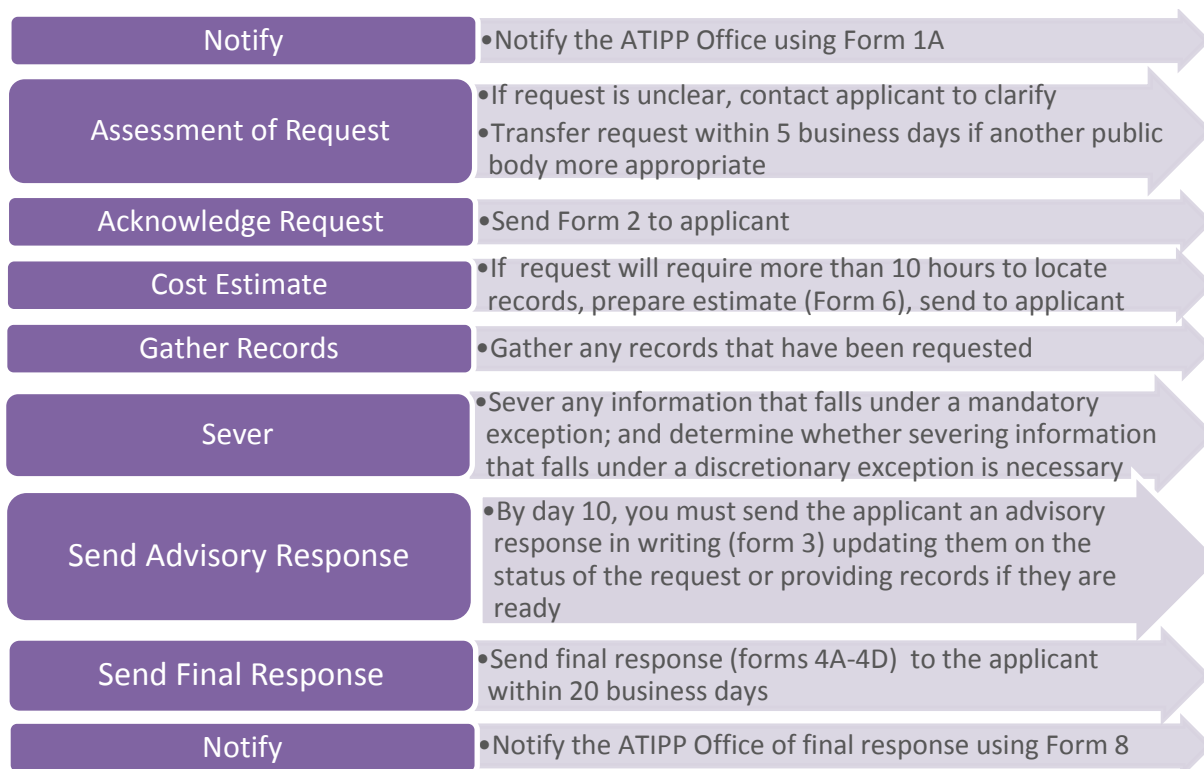 Notify
•Notify the ATIPP Office using Form 1A
Assessment of Request
•If request is unclear, contact applicant to clarify
•Transfer request within 5 business days if another public
body more appropriate
Acknowledge Request
•Send Form 2 to applicant
Cost Estimate
•If request will require more than 10 hours to locate
records, prepare estimate (Form 6), send to applicant
Gather Records
•Gather any records that have been requested
Sever
•Sever any information that falls under a mandatory
exception; and determine whether severing information
that falls under a discretionary exception is necessary
Send Advisory Response
•By day 10, you must send the applicant an advisory
response in writing (form 3) updating them on the
status of the request or providing records if they are
ready
Send Final Response
•Send final response (forms 4A-4D) to the applicant
within 20 business days
Notify
•Notify the ATIPP Office of final response using Form 8